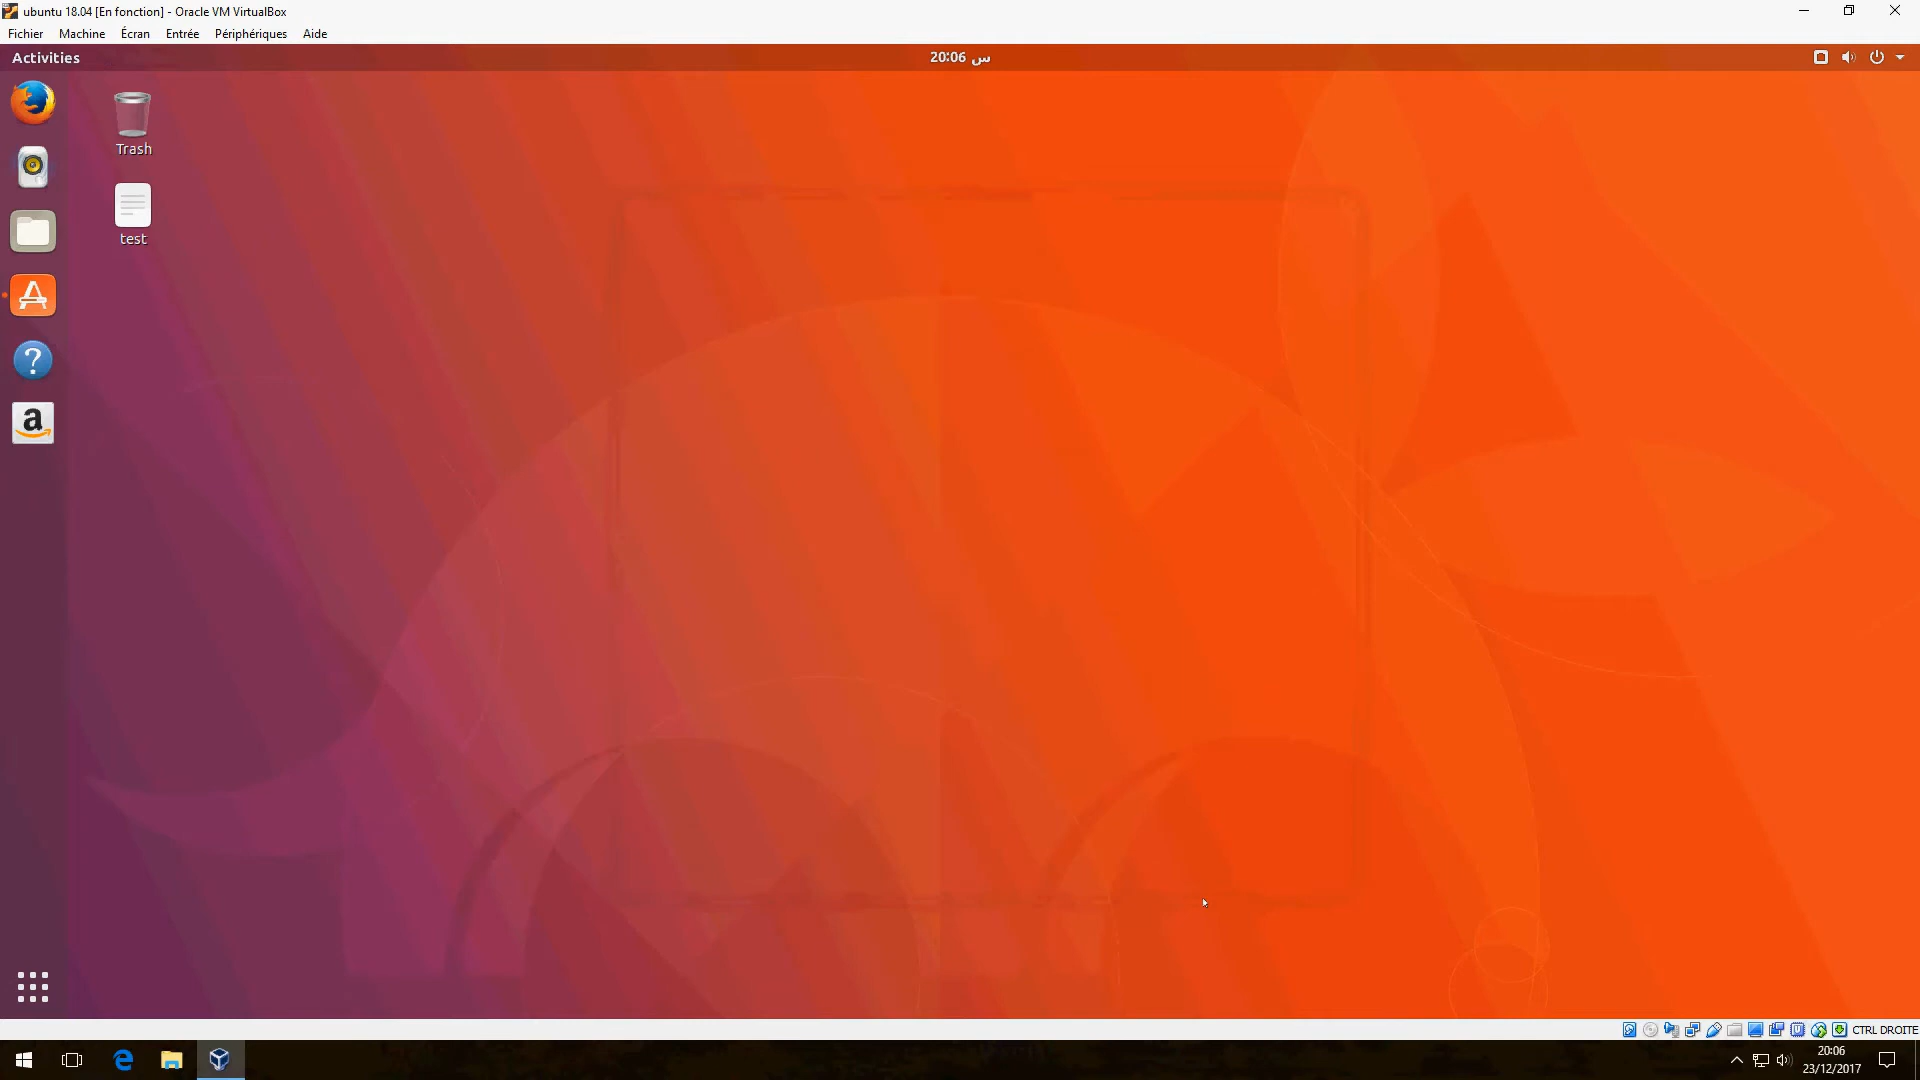 ubuntu 18.04 [En fonction] - Oracle VM VirtualBox
Fichier Machine Écran Entrée Périphériques Aide
Activities
س 20:06
Trash
test
CTRL DROITE
20:06
23/12/2017